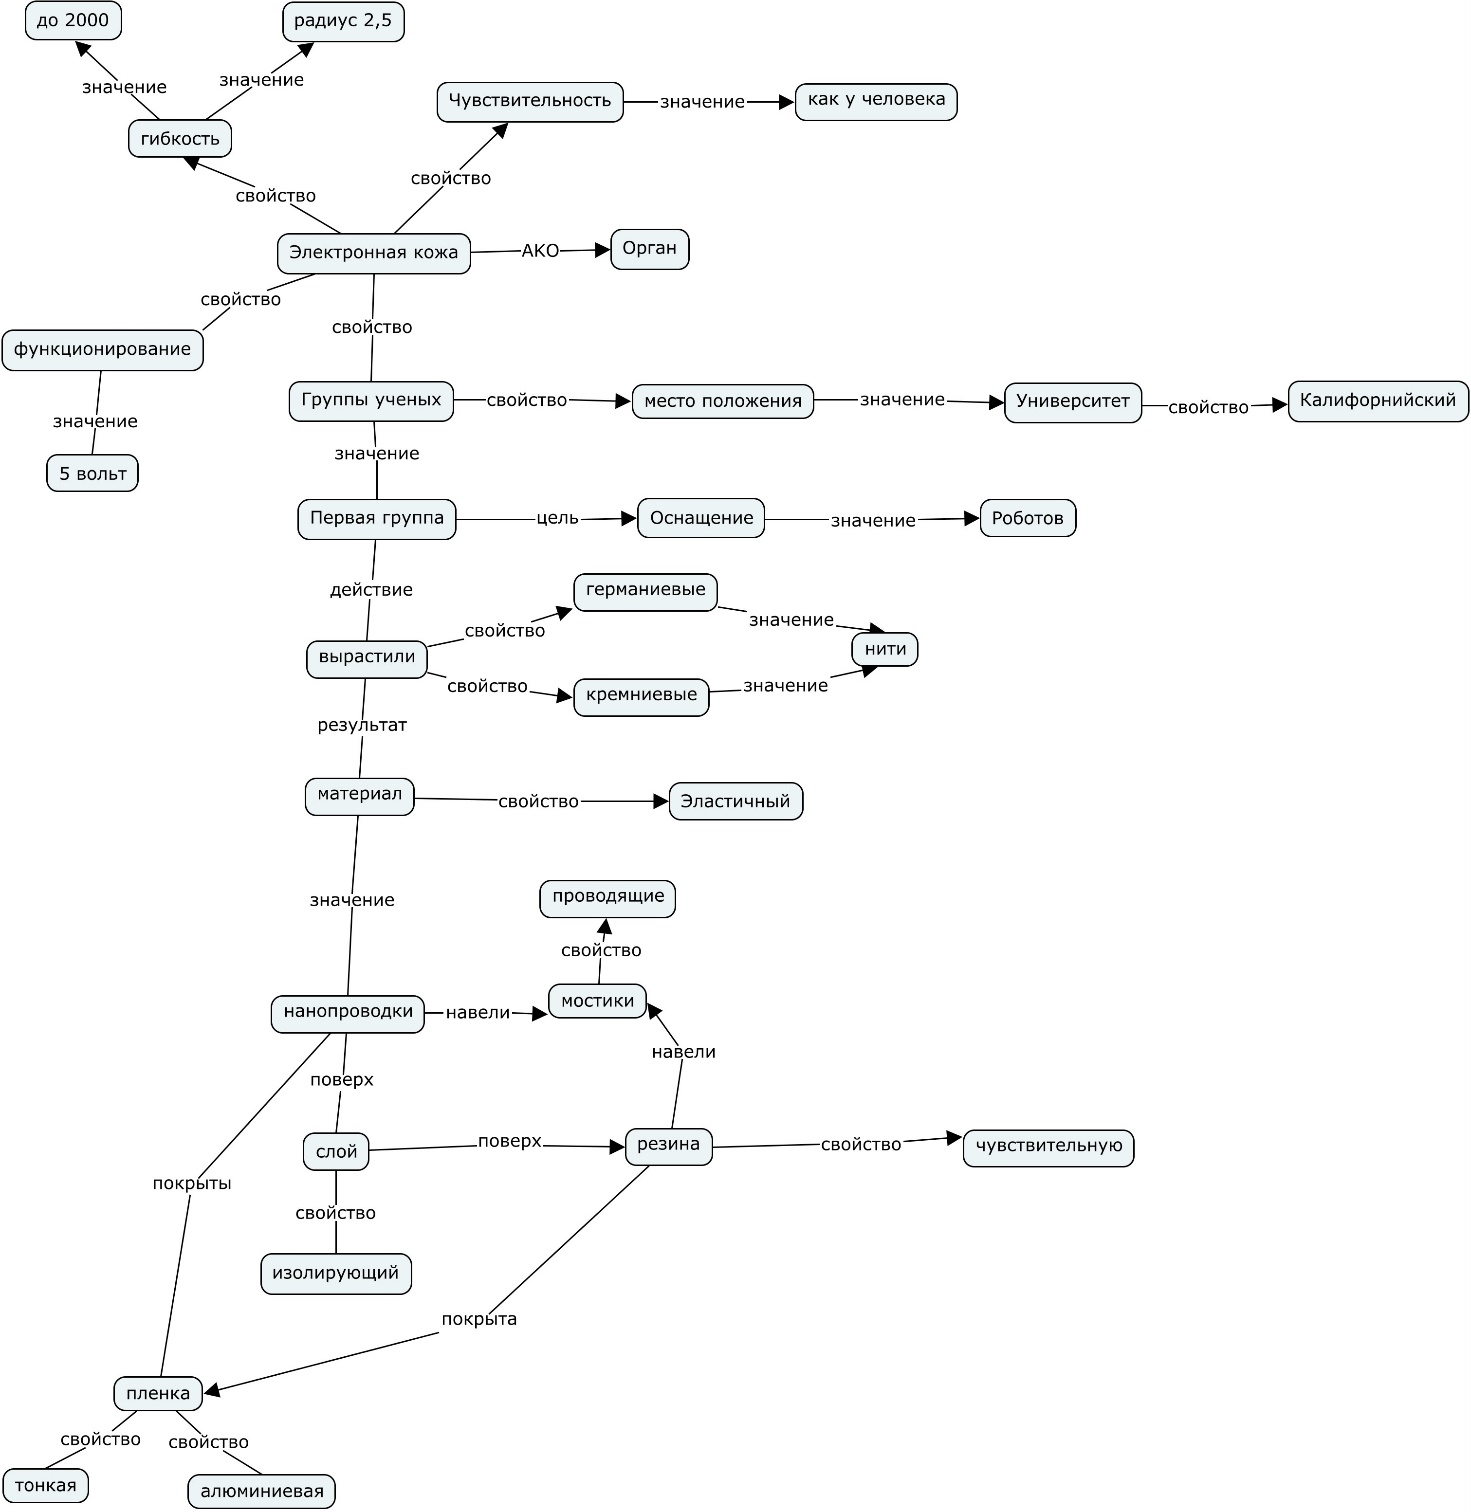 до 2000
радиус 2,5
значение
значение
Чувствительность
значение
как у человека
гибкость
свойство
свойство
Электронная кожа
АКО
Орган
свойство
свойство
функционирование
значение
5 вольт
Группы ученых
свойство
место положения
значение
Университет
свойство
Калифорнийский
значение
Первая группа
цель
Оснащение
значение
Роботов
действие
германиевые
значение
свойство
вырастили
нити
свойство
кремниевые
значение
результат
материал
свойство
Эластичный
значение
проводящие
свойство
нанопроводки
навели
мостики
навели
поверх
слой
поверх
резина
свойство
чувствительную
покрыты
свойство
изолирующий
покрыта
пленка
свойство
свойство
тонкая
алюминиевая